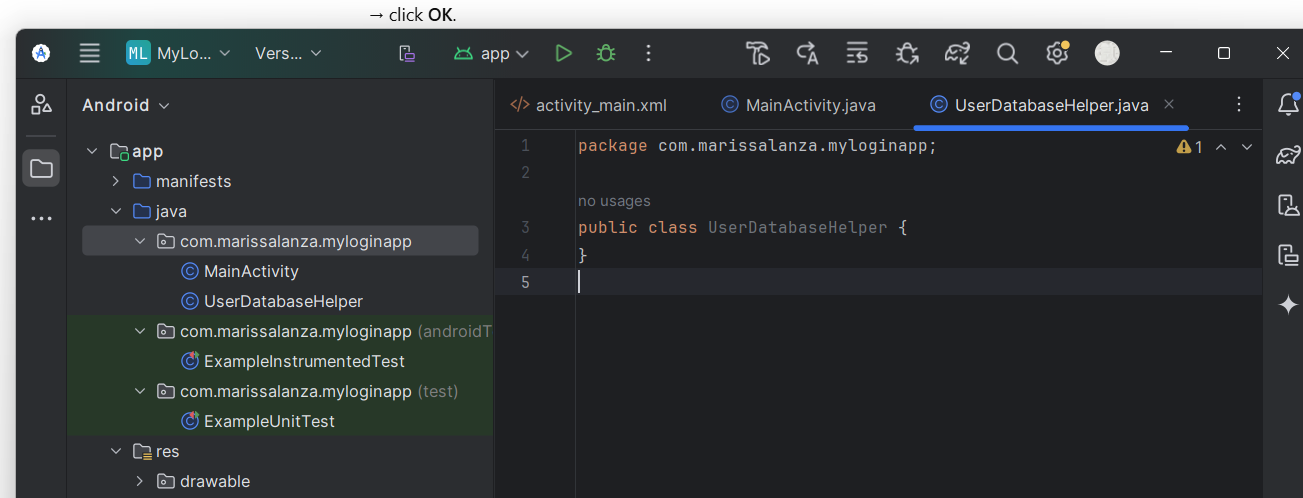 → click OK.
ML MyLo... Vers... app
Android
app
manifests
java
com.marissalanza.myloginapp
MainActivity
UserDatabaseHelper
com.marissalanza.myloginapp (androidT
ExampleInstrumentedTest
com.marissalanza.myloginapp (test)
ExampleUnitTest
res
drawable
activity_main.xml MainActivity.java UserDatabaseHelper.java
1 package com.marissalanza.myloginapp; 1
2
no usages
3 public class UserDatabaseHelper {
4 }
5